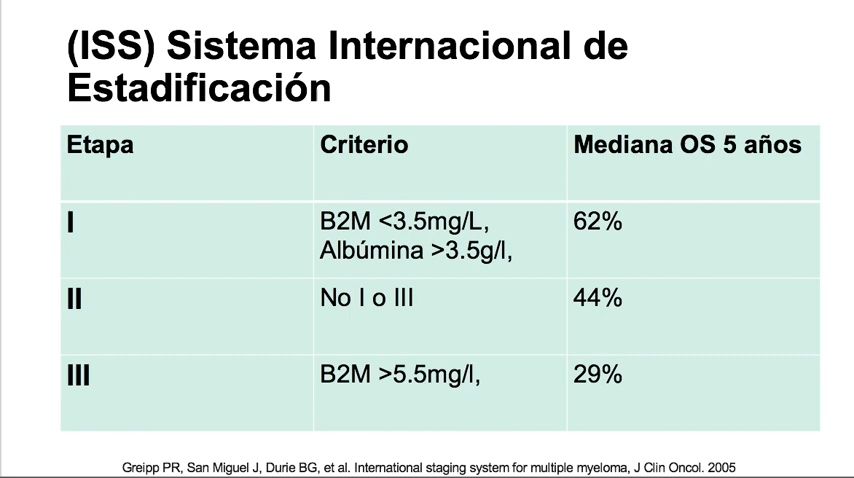 (ISS) Sistema Internacional de
Estadificación
Etapa Criterio Mediana OS 5 años
I B2M <3.5mg/L, 62%
Albúmina >3.5g/l,
II No I o III 44%
III B2M >5.5mg/l, 29%
Greipp PR, San Miguel J, Durie BG, et al. International staging system for multiple myeloma, J Clin Oncol. 2005